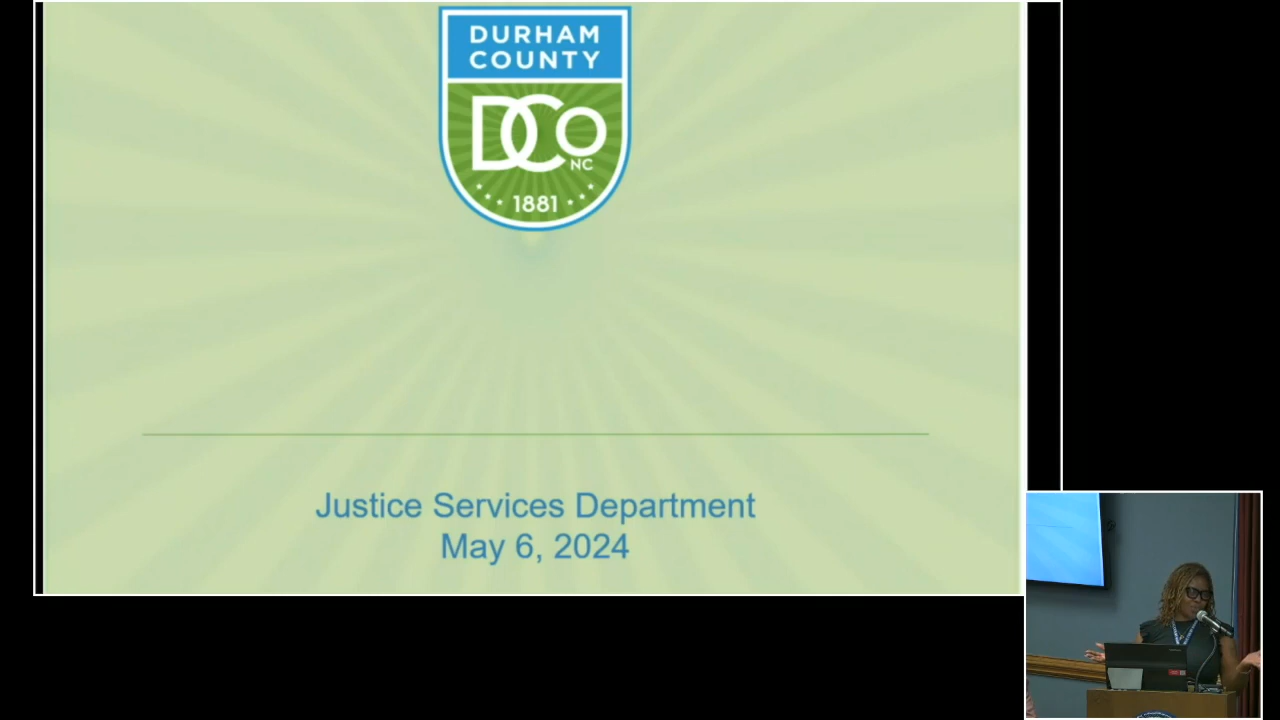 DURHAM
COUNTY
DCo
NC
1881
Justice Services Department
May 6, 2024